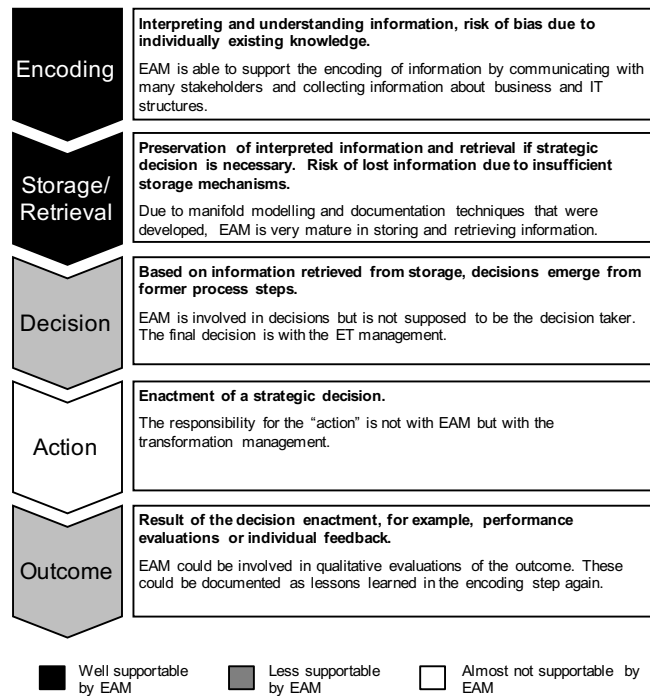 Encoding
Interpreting and understanding information, risk of bias due to
individually existing knowledge.
EAM is able to support the encoding of information by communicating with
many stakeholders and collecting information about business and IT
structures.
Storage/
Retrieval
Preservation of interpreted information and retrieval if strategic
decision is necessary. Risk of lost information due to insufficient
storage mechanisms.
Due to manifold modelling and documentation techniques that were
developed, EAM is very mature in storing and retrieving information.
Decision
Based on information retrieved from storage, decisions emerge from
former process steps.
EAM is involved in decisions but is not supposed to be the decision taker.
The final decision is with the ET management.
Action
Enactment of a strategic decision.
The responsibility for the “action” is not with EAM but with the
transformation management.
Outcome
Result of the decision enactment, for example, performance
evaluations or individual feedback.
EAM could be involved in qualitative evaluations of the outcome. These
could be documented as lessons learned in the encoding step again.
Well supportable
by EAM
Less supportable
by EAM
Almost not supportable by
EAM